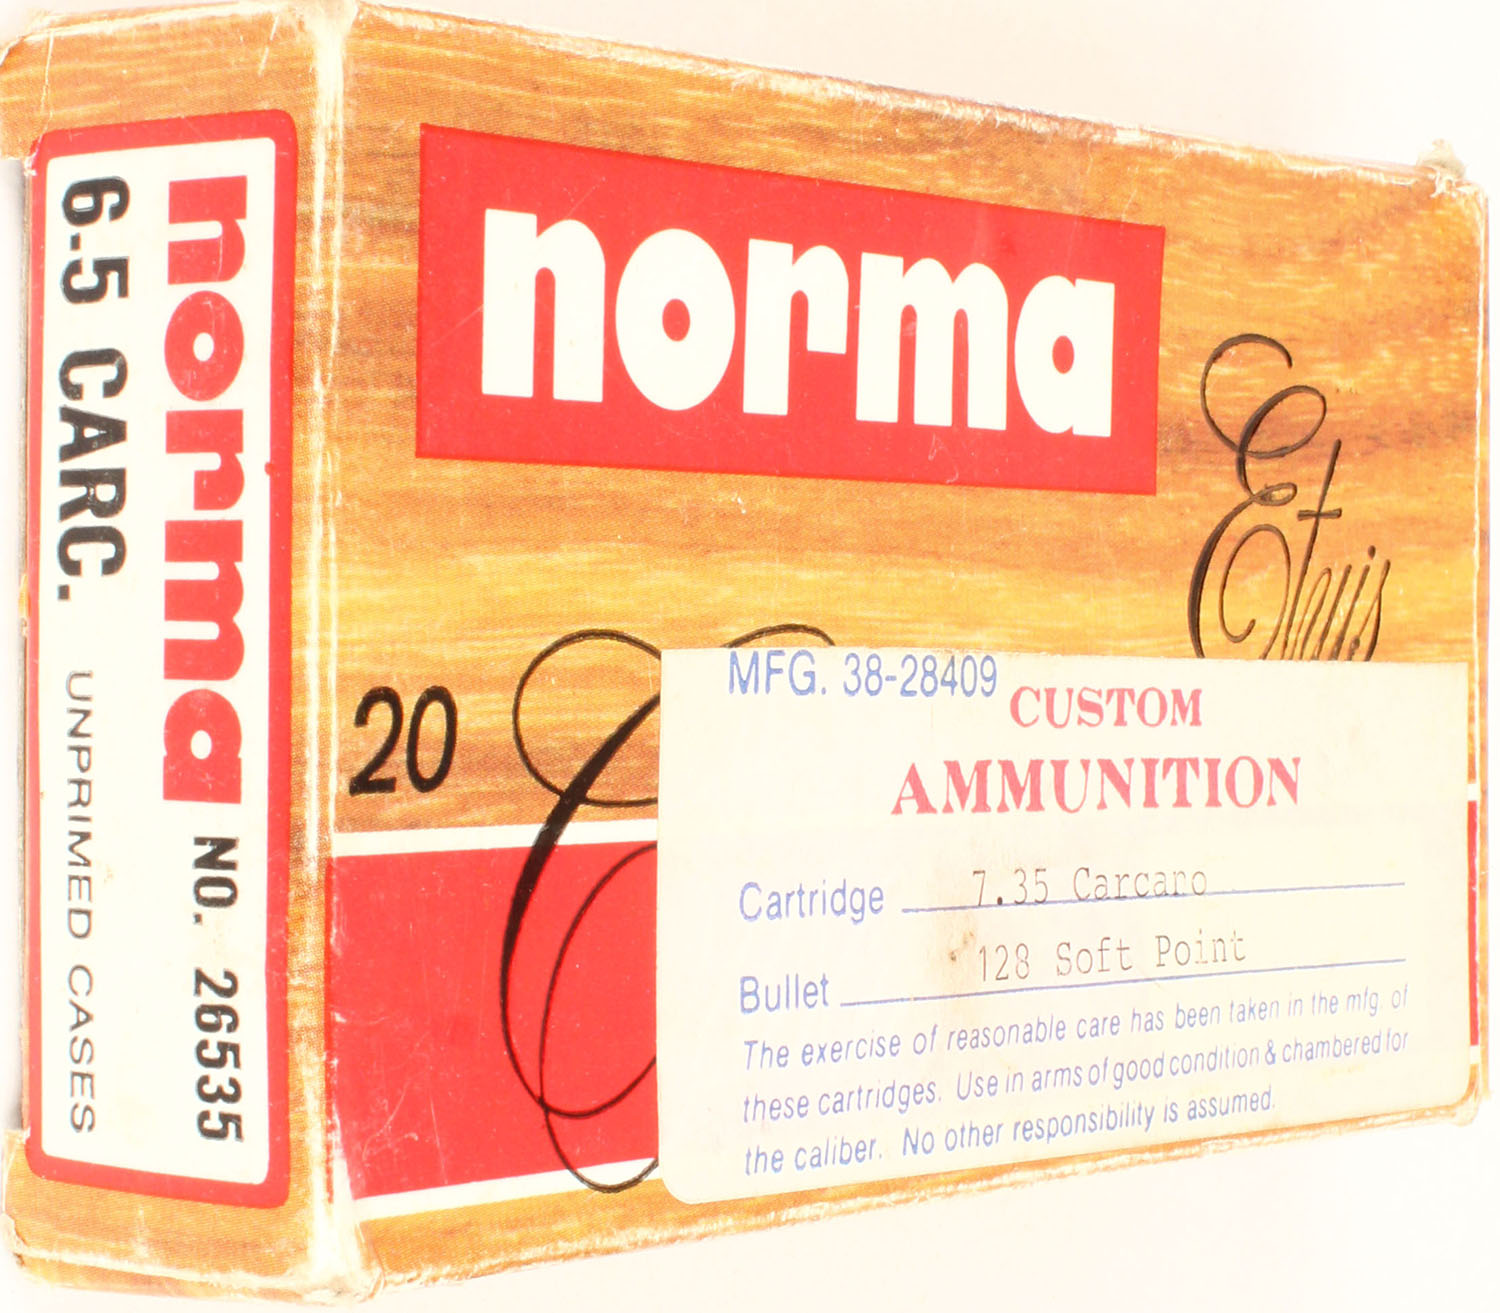 norma
6.5 CARC.
UNPRIMED CASES
NO. 26535
norma
Etuis
20
MFG. 38-28409
CUSTOM
AMMUNITION
Cartridge 7.35 Carcano
Bullet 128 Soft Point
The exercise of reasonable care has been taken in the mfg. of
these cartridges. Use in arms of good condition & chambered for
the caliber. No other responsibility is assumed.